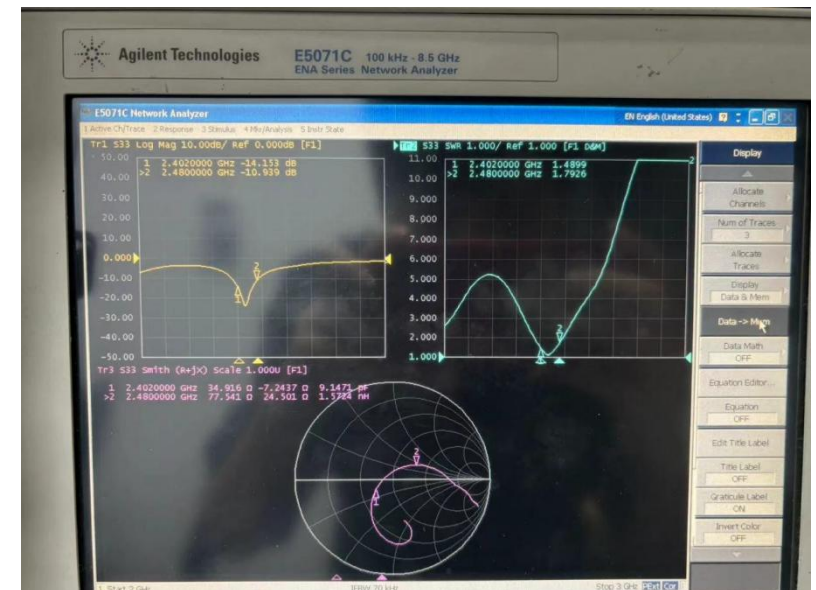 Agilent Technologies
E5071C 100 kHz - 8.5 GHz
ENA Series Network Analyzer
E5071C Network Analyzer
EN English (United States)
1 Active Ch/Trace 2 Response 3 Stimulus 4 Mkr/Analysis 5 Instr State
Tr1 S33 Log Mag 10.00dB/ Ref 0.000dB [F1]
50.00
1 2.4020000 GHz -14.153 dB
>2 2.4800000 GHz -10.939 dB
40.00
30.00
20.00
10.00
0.000
-10.00
-20.00
-30.00
-40.00
-50.00
2
1
Tr2 S33 SWR 1.000/ Ref 1.000 [F1 D&M]
11.00
1 2.4020000 GHz 1.4899
>2 2.4800000 GHz 1.7926
10.00
9.000
8.000
7.000
6.000
5.000
4.000
3.000
2.000
1.000
2
2
1
Tr3 S33 Smith (R+jX) Scale 1.000U [F1]
1 2.4020000 GHz 34.916 Ω -7.2437 Ω 9.1471 pF
>2 2.4800000 GHz 77.541 Ω 24.501 Ω 1.5724 nH
2
1
1 Start 2 GHz
IFBW 70 kHz
Stop 3 GHz PExt Cor
Display
Allocate
Channels
Num of Traces
3
Allocate
Traces
Display
Data & Mem
Data -> Mem
Data Math
OFF
Equation Editor...
Equation
OFF
Edit Title Label
Title Label
OFF
Graticule Label
ON
Invert Color
OFF